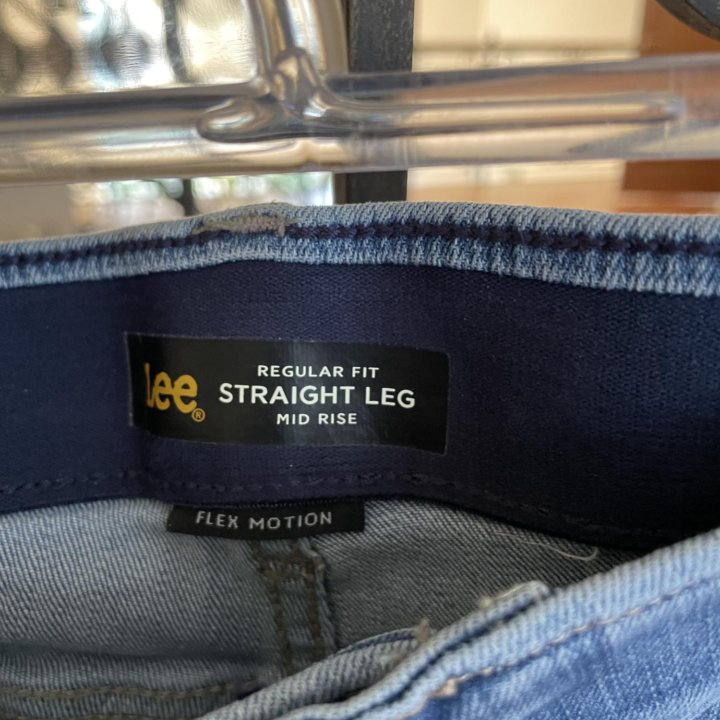 Lee®
REGULAR FIT
STRAIGHT LEG
MID RISE
FLEX MOTION